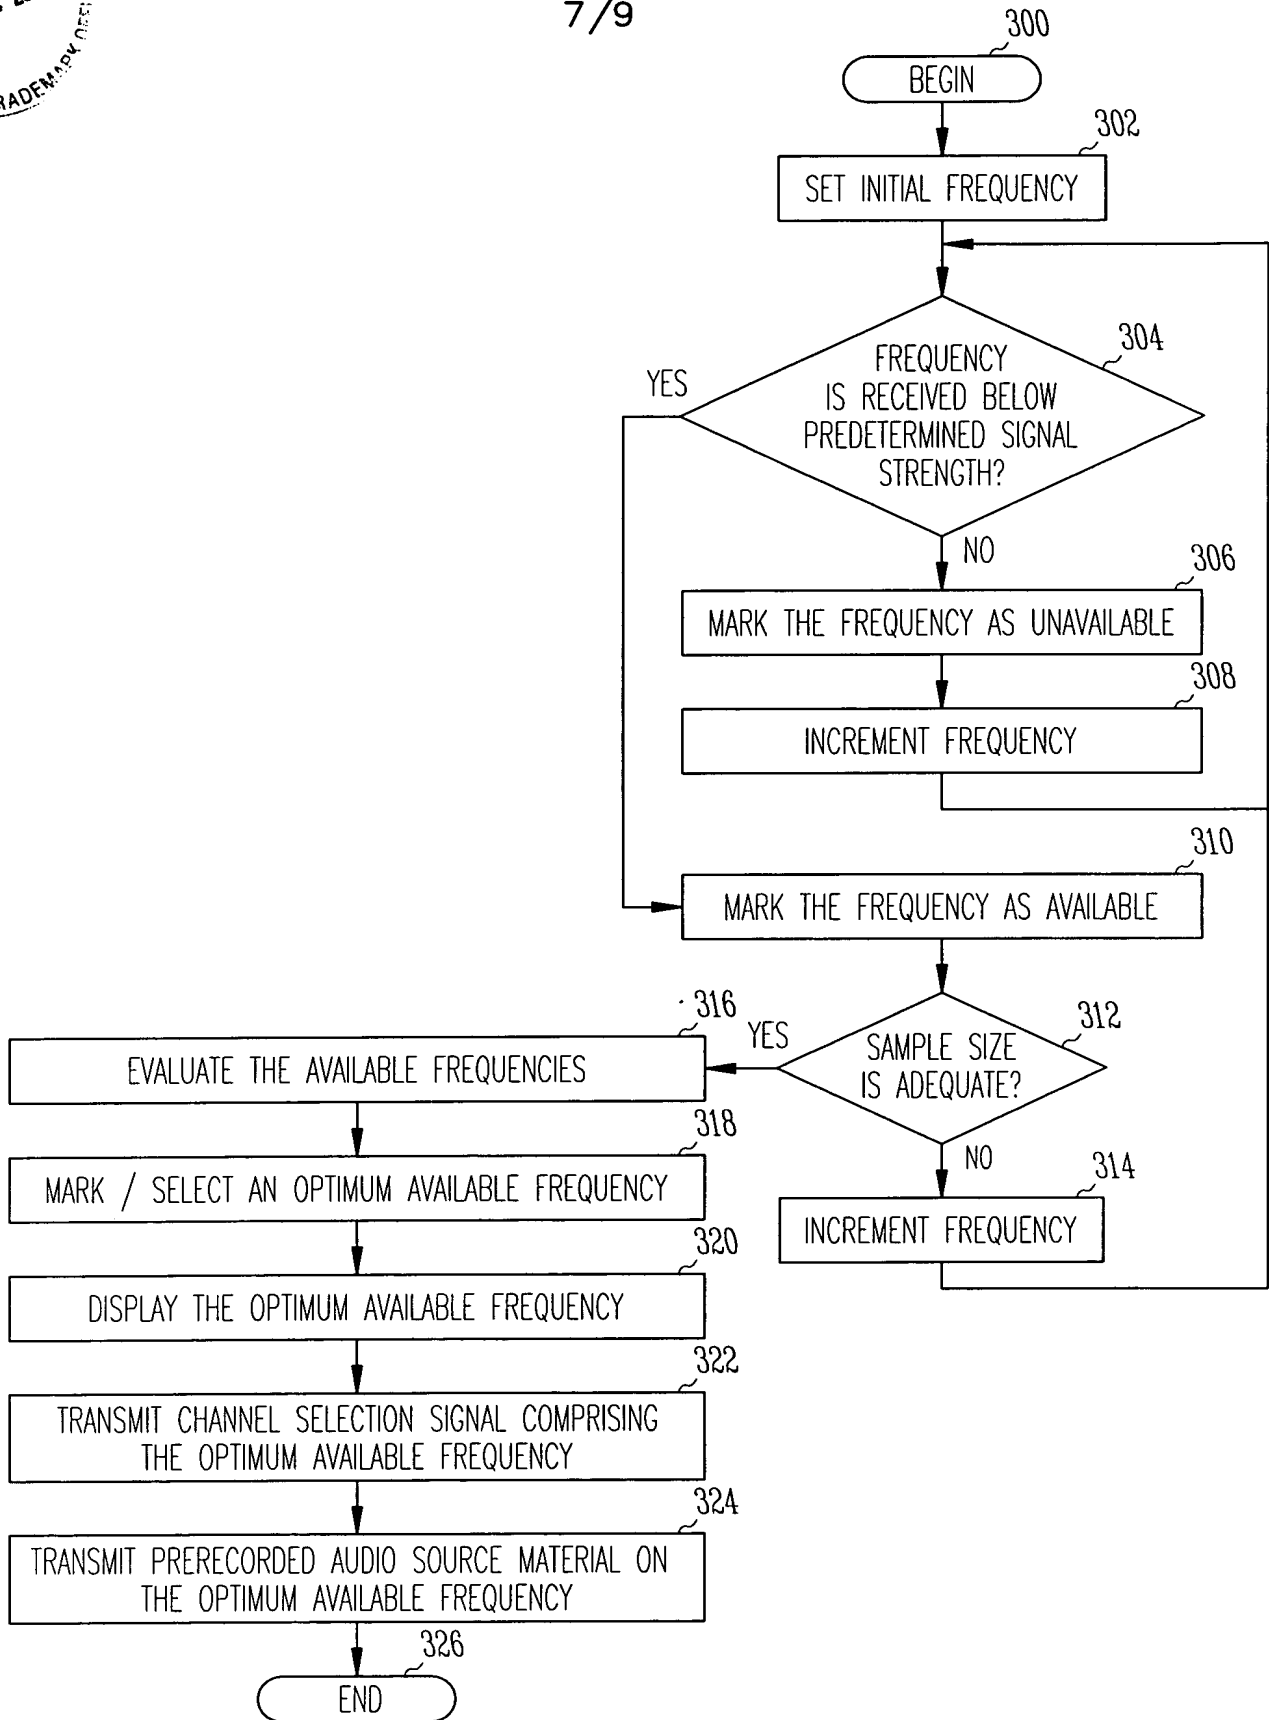 7/9
TRADEMARK
300
BEGIN
302
SET INITIAL FREQUENCY
304
FREQUENCY
IS RECEIVED BELOW
PREDETERMINED SIGNAL
STRENGTH?
YES
NO
306
MARK THE FREQUENCY AS UNAVAILABLE
308
INCREMENT FREQUENCY
310
MARK THE FREQUENCY AS AVAILABLE
312
SAMPLE SIZE
IS ADEQUATE?
YES
NO
314
INCREMENT FREQUENCY
316
EVALUATE THE AVAILABLE FREQUENCIES
318
MARK / SELECT AN OPTIMUM AVAILABLE FREQUENCY
320
DISPLAY THE OPTIMUM AVAILABLE FREQUENCY
322
TRANSMIT CHANNEL SELECTION SIGNAL COMPRISING
THE OPTIMUM AVAILABLE FREQUENCY
324
TRANSMIT PRERECORDED AUDIO SOURCE MATERIAL ON
THE OPTIMUM AVAILABLE FREQUENCY
326
END